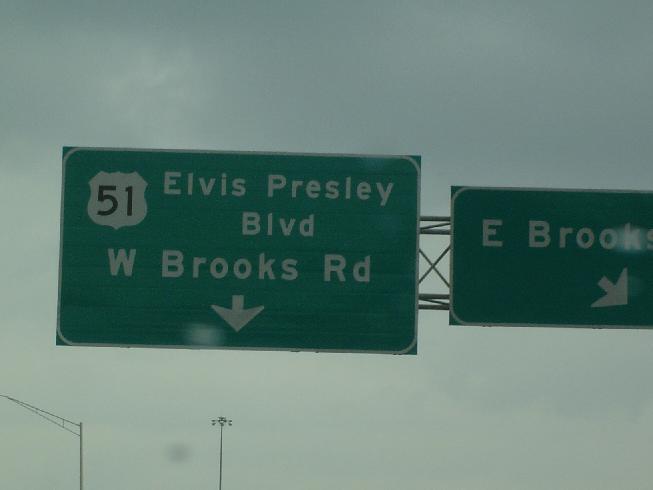 51 Elvis Presley
Blvd
W Brooks Rd
E Brooks